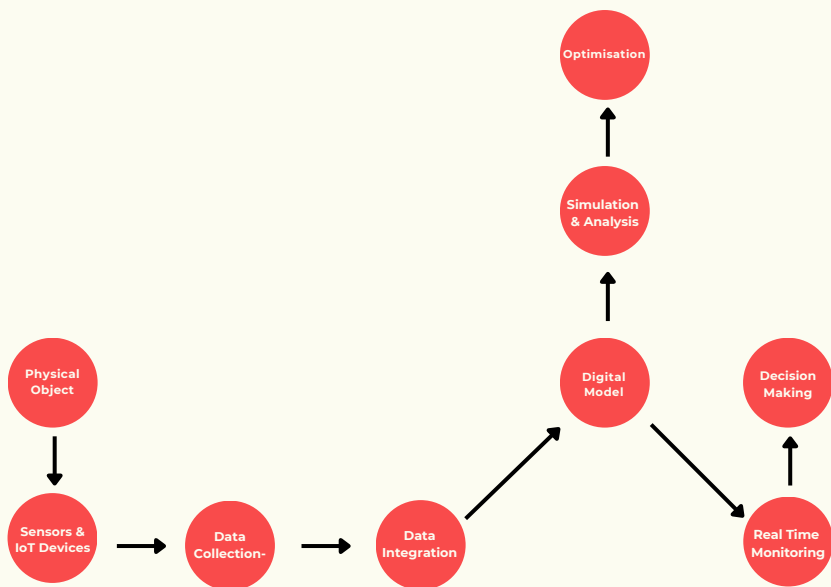 Optimisation
Simulation
& Analysis
Physical
Object
Digital
Model
Decision
Making
Sensors &
IoT Devices
Data
Collection-
Data
Integration
Real Time
Monitoring